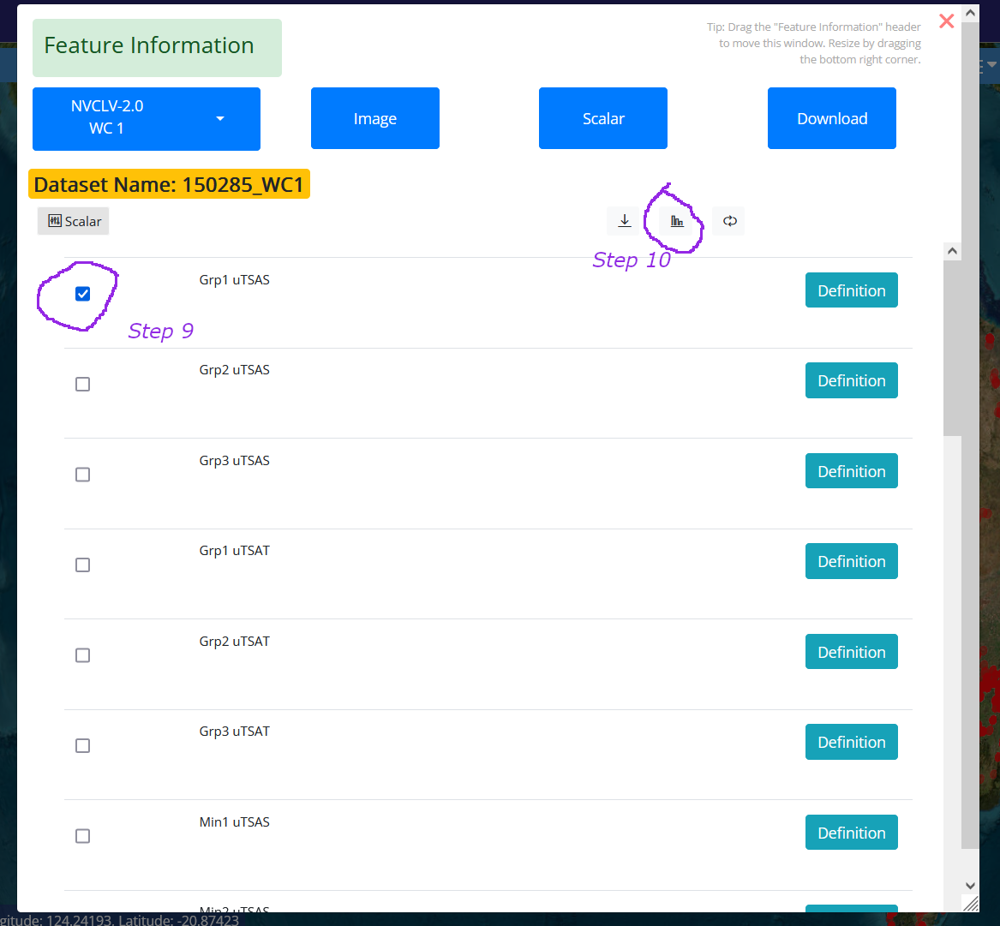 Feature Information
Tip: Drag the "Feature Information" header
to move this window. Resize by dragging
the bottom right corner.
NVCLV-2.0
WC 1
Image
Scalar
Download
Dataset Name: 150285_WC1
Scalar
Step 10
Grp1 uTSAS
Definition
Step 9
Grp2 uTSAS
Definition
Grp3 uTSAS
Definition
Grp1 uTSAT
Definition
Grp2 uTSAT
Definition
Grp3 uTSAT
Definition
Min1 uTSAS
Definition
Min2 uTSAS
gitude: 124.24193, Latitude: -20.87423